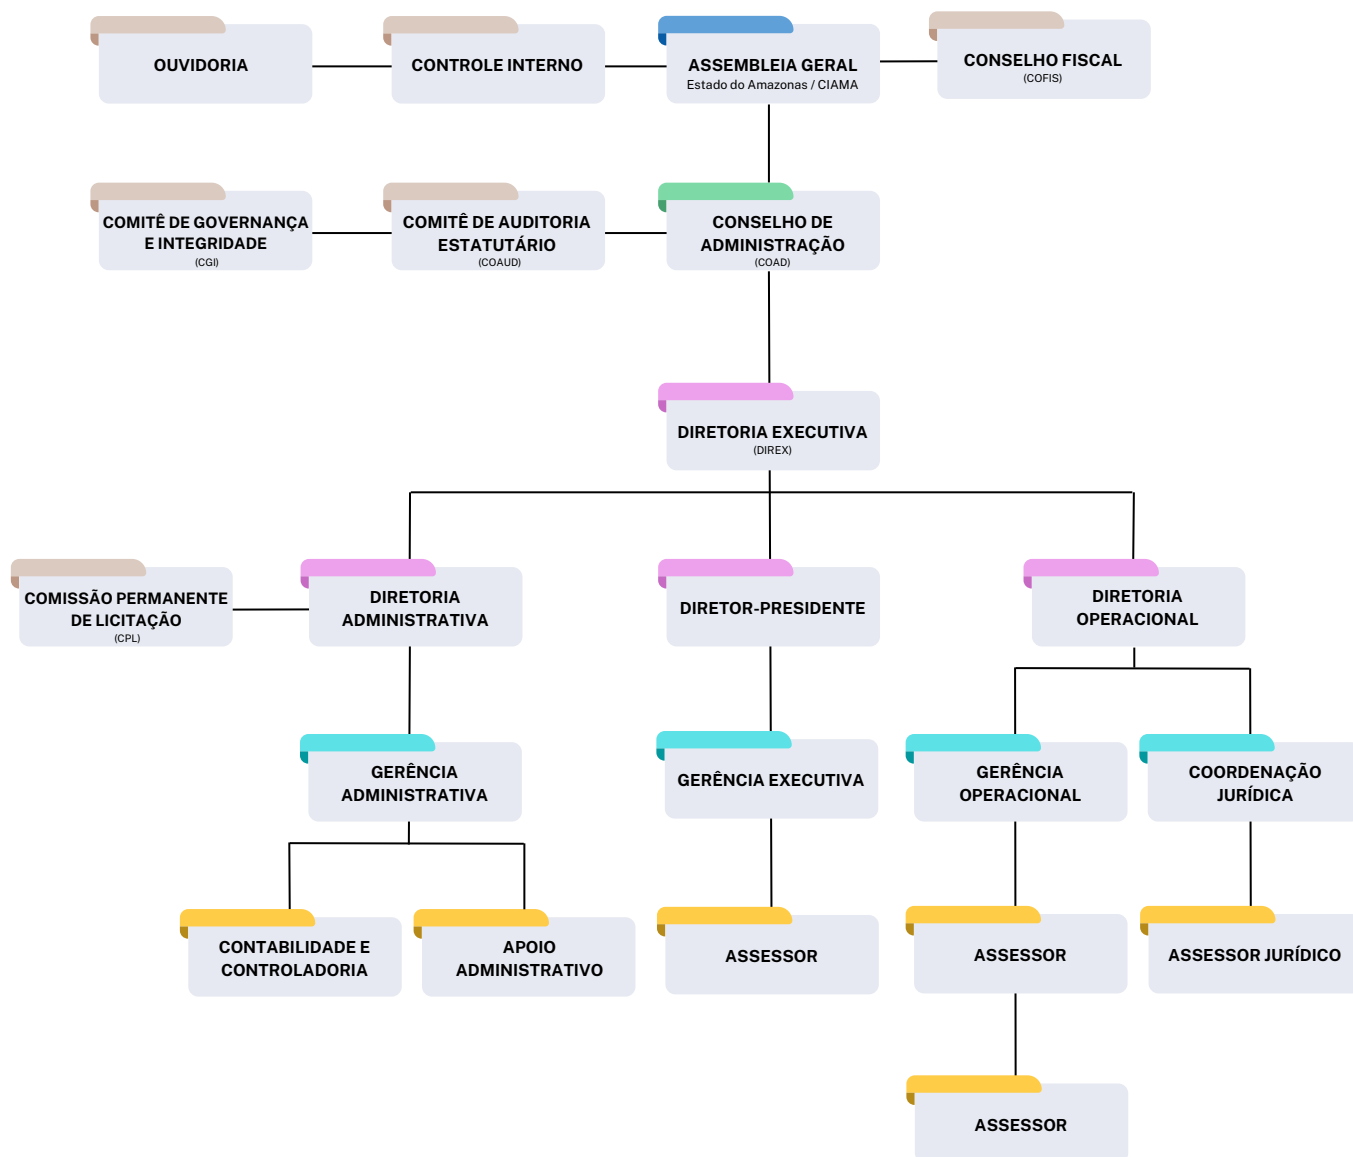 OUVIDORIA
CONTROLE INTERNO
ASSEMBLEIA GERAL
Estado do Amazonas / CIAMA
CONSELHO FISCAL
(COFIS)
COMITÊ DE GOVERNANÇA
E INTEGRIDADE
(CGI)
COMITÊ DE AUDITORIA
ESTATUTÁRIO
(COAUD)
CONSELHO DE
ADMINISTRAÇÃO
(COAD)
DIRETORIA EXECUTIVA
(DIREX)
COMISSÃO PERMANENTE
DE LICITAÇÃO
(CPL)
DIRETORIA
ADMINISTRATIVA
DIRETOR-PRESIDENTE
DIRETORIA
OPERACIONAL
GERÊNCIA
ADMINISTRATIVA
GERÊNCIA EXECUTIVA
GERÊNCIA
OPERACIONAL
COORDENAÇÃO
JURÍDICA
CONTABILIDADE E
CONTROLADORIA
APOIO
ADMINISTRATIVO
ASSESSOR
ASSESSOR
ASSESSOR JURÍDICO
ASSESSOR